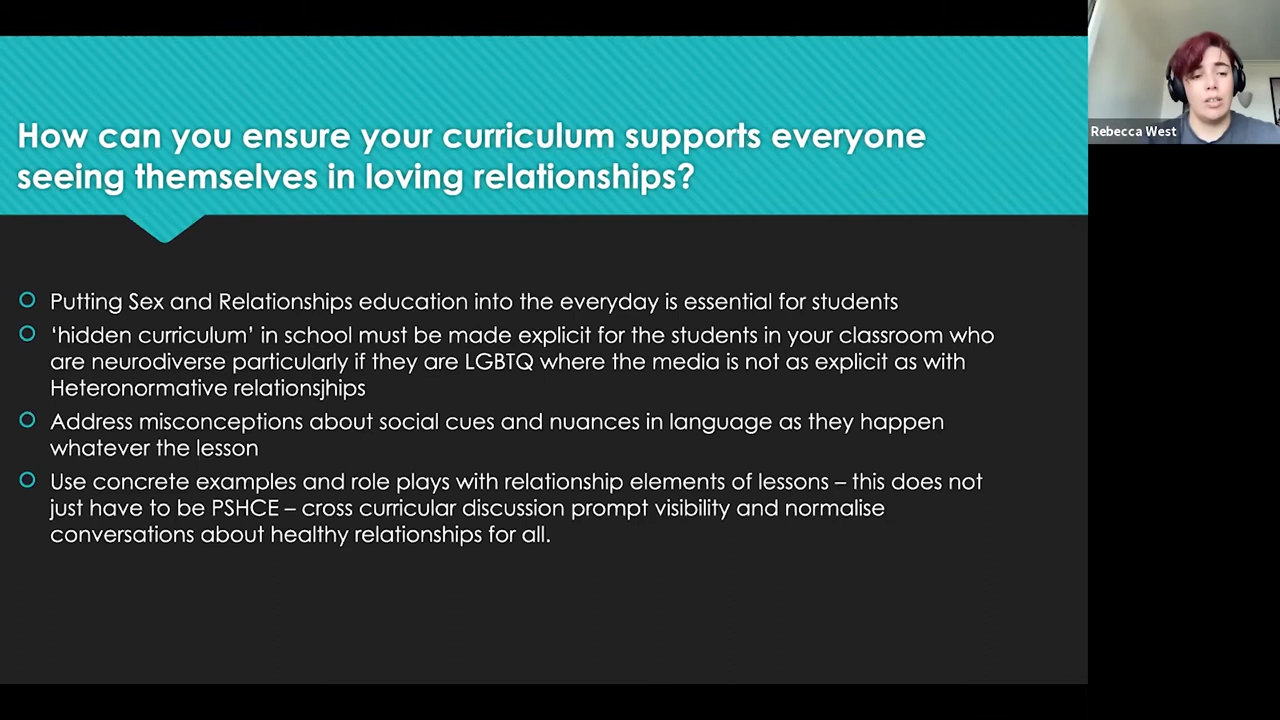 How can you ensure your curriculum supports everyone
seeing themselves in loving relationships?
Putting Sex and Relationships education into the everyday is essential for students
‘hidden curriculum’ in school must be made explicit for the students in your classroom who
are neurodiverse particularly if they are LGBTQ where the media is not as explicit as with
Heteronormative relationsjhips
Address misconceptions about social cues and nuances in language as they happen
whatever the lesson
Use concrete examples and role plays with relationship elements of lessons – this does not
just have to be PSHCE – cross curricular discussion prompt visibility and normalise
conversations about healthy relationships for all.
Rebecca West